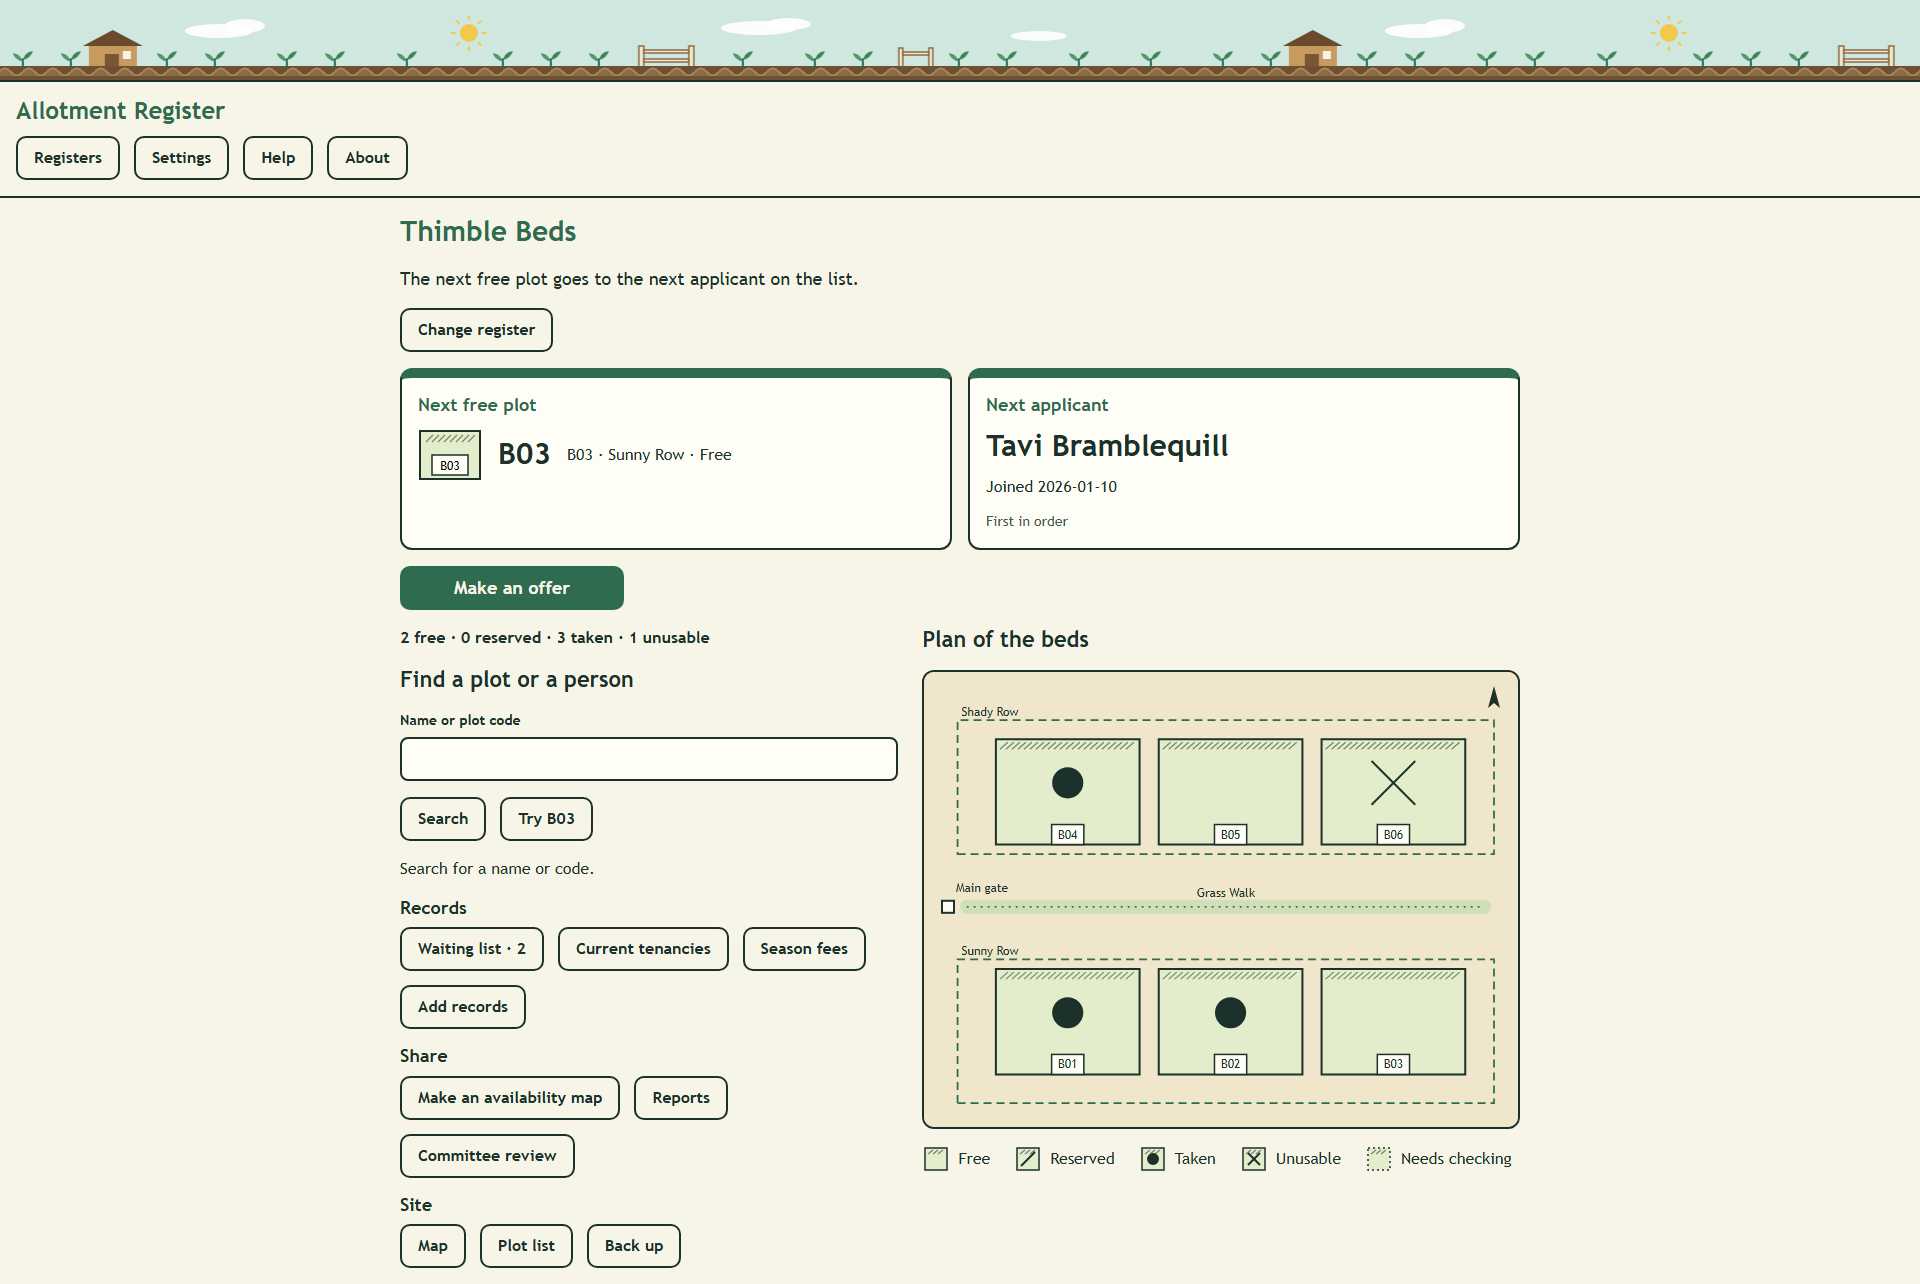 Allotment Register
Registers
Settings
Help
About
Thimble Beds
The next free plot goes to the next applicant on the list.
Change register
Next free plot
B03
B03
B03 · Sunny Row · Free
Next applicant
Tavi Bramblequill
Joined 2026-01-10
First in order
Make an offer
2 free · 0 reserved · 3 taken · 1 unusable
Find a plot or a person
Name or plot code
Search
Try B03
Search for a name or code.
Records
Waiting list · 2
Current tenancies
Season fees
Add records
Share
Make an availability map
Reports
Committee review
Site
Map
Plot list
Back up
Plan of the beds
Shady Row
B04
B05
B06
Main gate
Grass Walk
Sunny Row
B01
B02
B03
Free
Reserved
Taken
Unusable
Needs checking